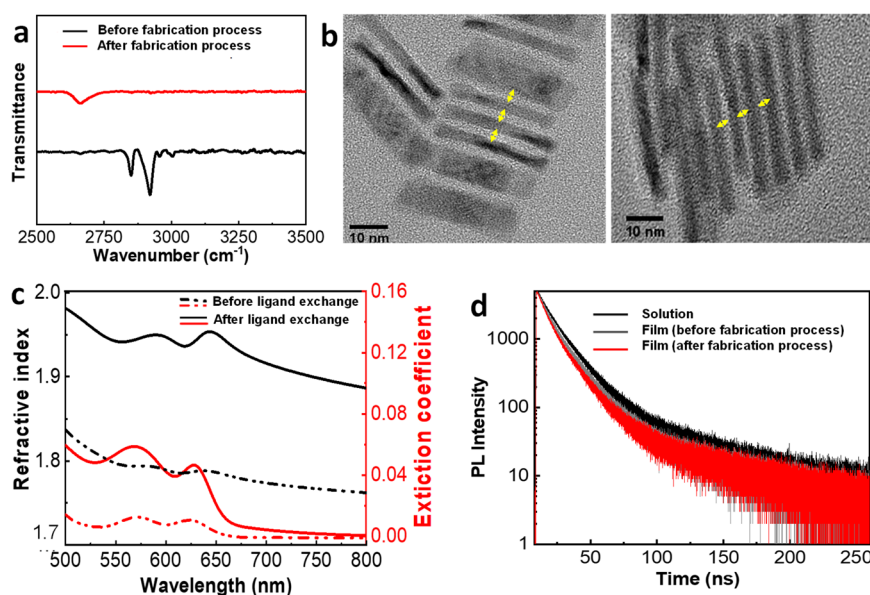 a
Before fabrication process
After fabrication process
Transmittance
2500 2750 3000 3250 3500
Wavenumber (cm⁻¹)
b
10 nm
10 nm
c
Before ligand exchange
After ligand exchange
Refractive index
2.0
1.9
1.8
1.7
0.16
0.12
0.08
0.04
0.00
Extiction coefficient
500 550 600 650 700 750 800
Wavelength (nm)
d
Solution
Film (before fabrication process)
Film (after fabrication process)
PL Intensity
1000
100
10
1
50 100 150 200 250
Time (ns)